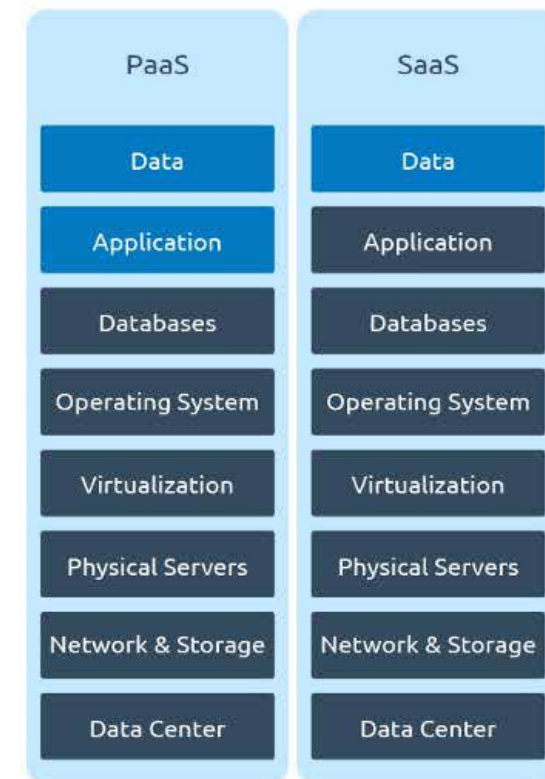 PaaS
Data
Application
Databases
Operating System
Virtualization
Physical Servers
Network & Storage
Data Center
SaaS
Data
Application
Databases
Operating System
Virtualization
Physical Servers
Network & Storage
Data Center